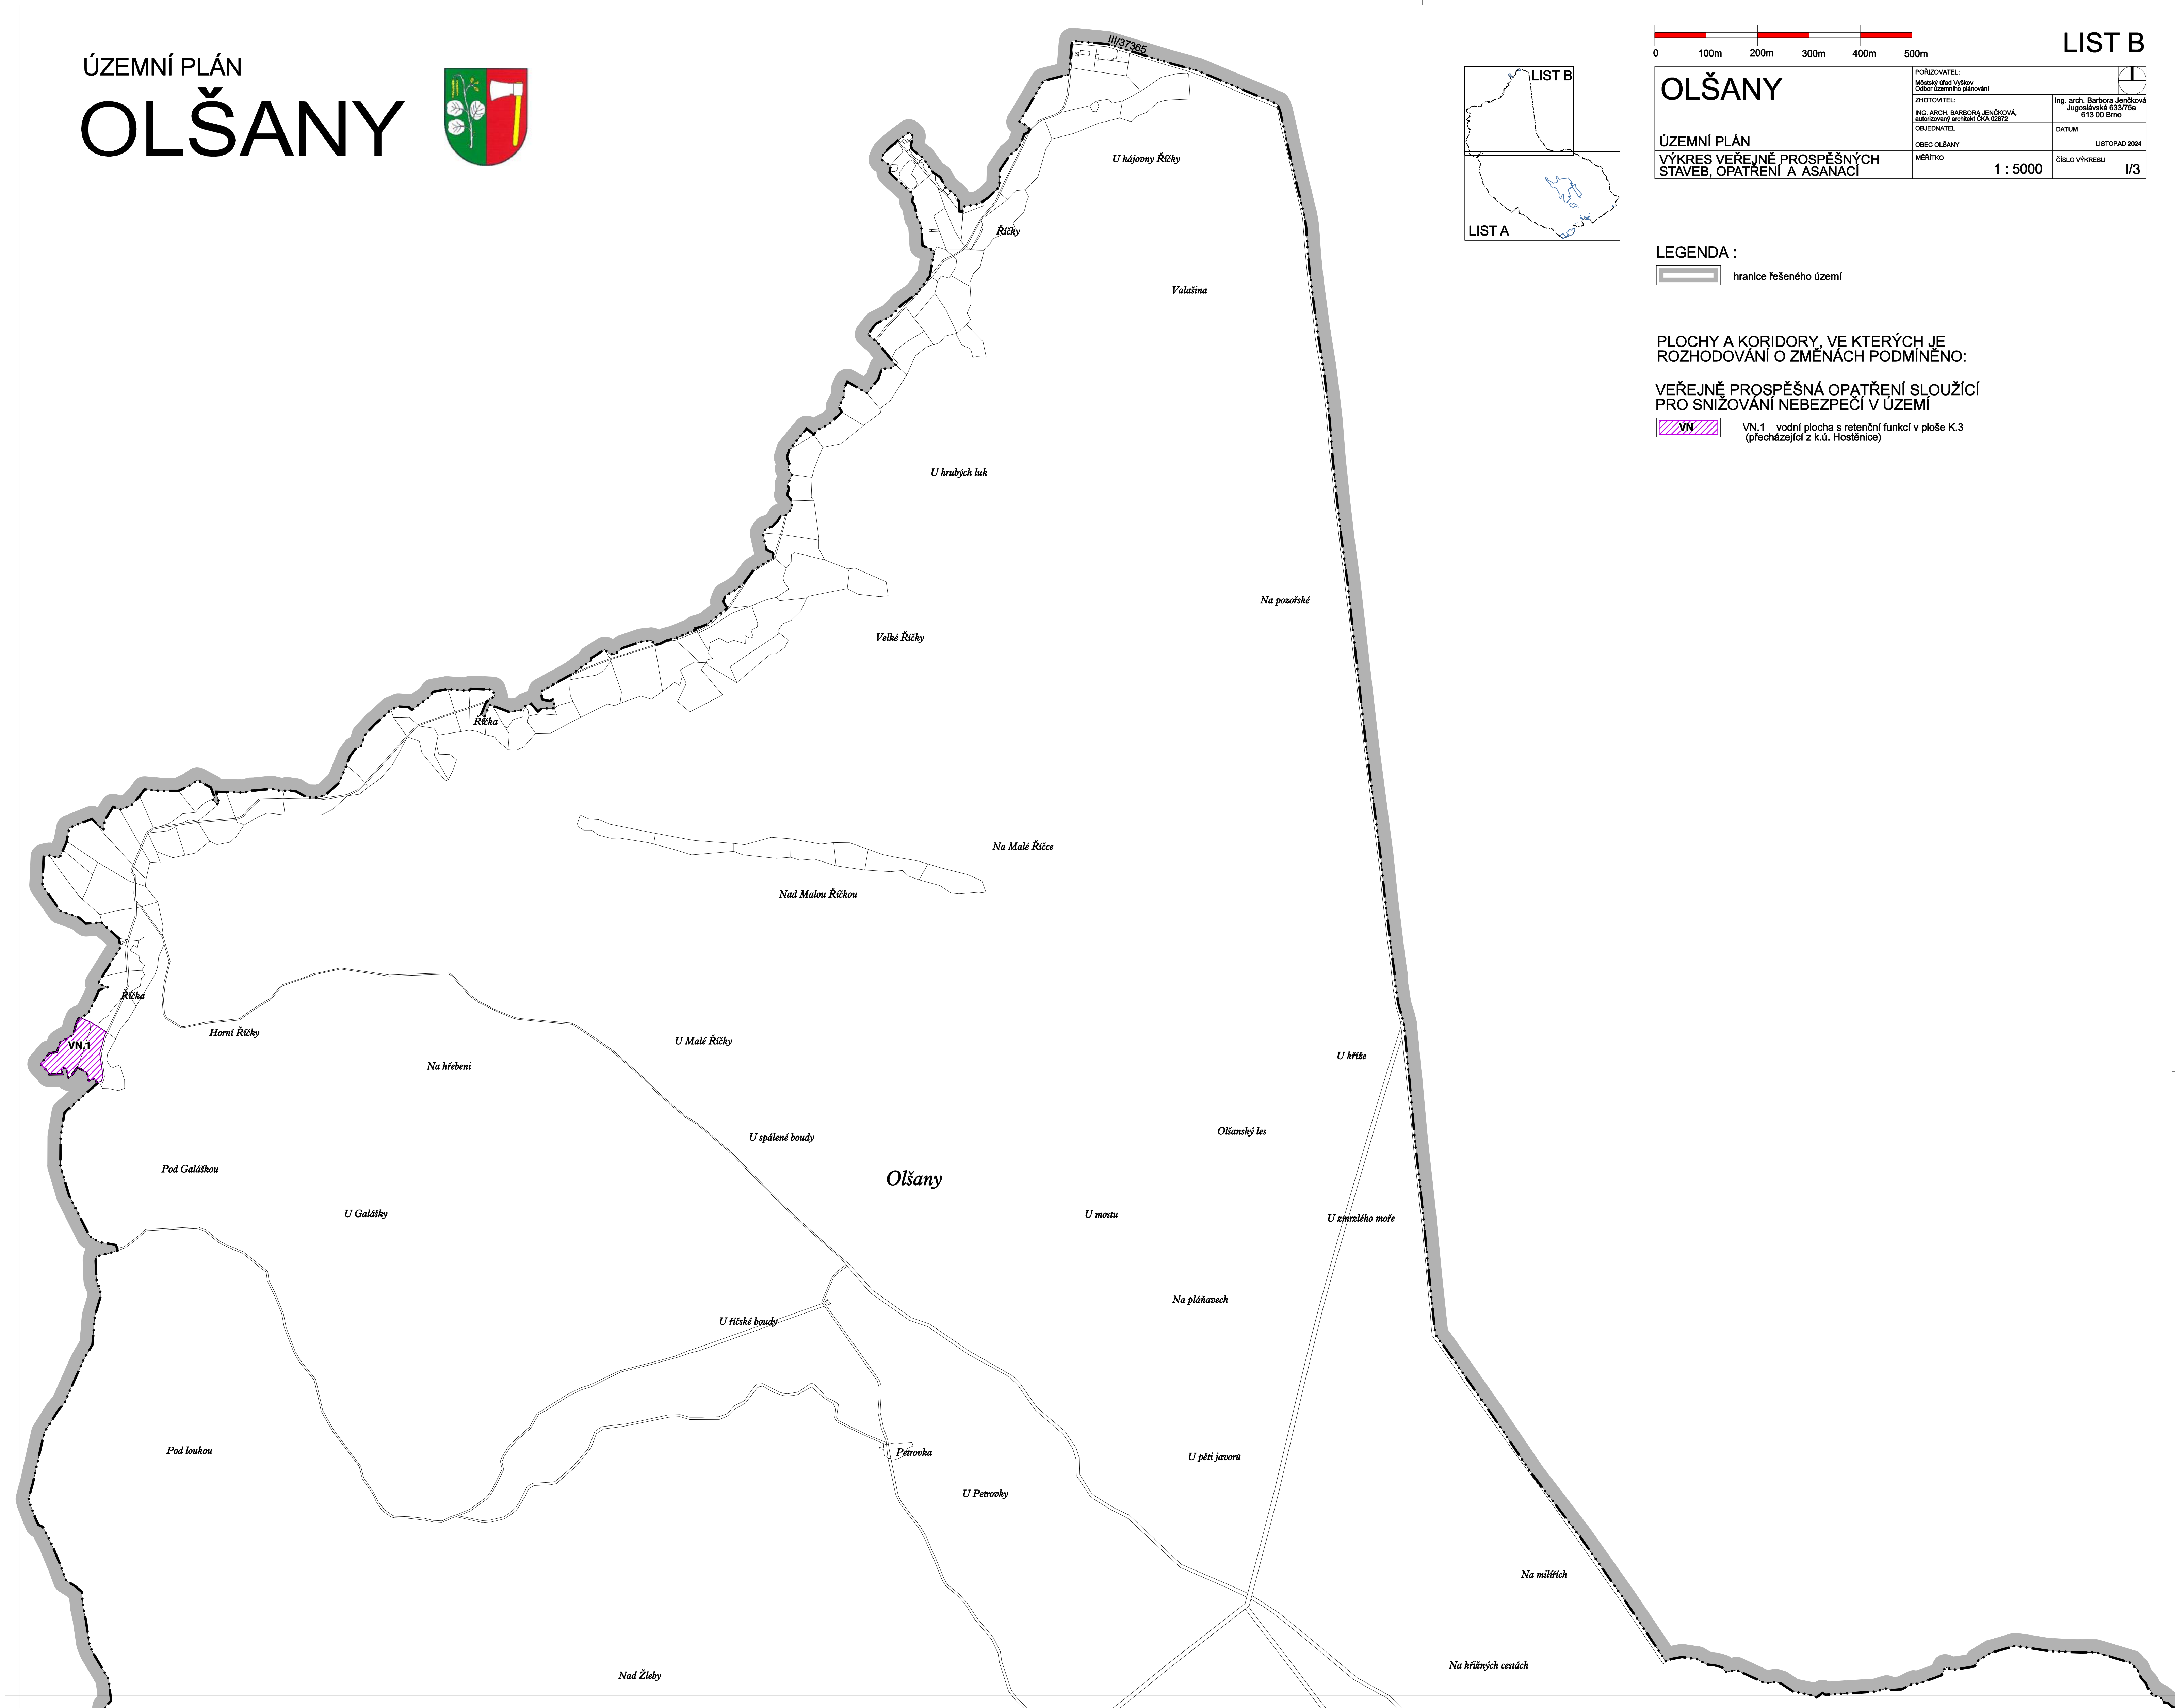 ÚZEMNÍ PLÁN
OLŠANY
0 100m 200m 300m 400m 500m
LIST B
LIST B
LIST A
OLŠANY
ÚZEMNÍ PLÁN
VÝKRES VEŘEJNĚ PROSPĚŠNÝCH
STAVEB, OPATŘENÍ A ASANACÍ
POŘIZOVATEL:
Městský úřad Vyškov
Odbor územního plánování
ZHOTOVITEL:
ING. ARCH. BARBORA JENČKOVÁ,
autorizovaný architekt ČKA 02872
Ing. arch. Barbora Jenčková
Jugoslávská 633/75a
613 00 Brno
OBJEDNATEL
OBEC OLŠANY
DATUM
LISTOPAD 2024
MĚŘÍTKO
1 : 5000
ČÍSLO VÝKRESU
I/3
LEGENDA :
hranice řešeného území
PLOCHY A KORIDORY, VE KTERÝCH JE
ROZHODOVÁNÍ O ZMĚNÁCH PODMÍNĚNO:
VEŘEJNĚ PROSPĚŠNÁ OPATŘENÍ SLOUŽÍCÍ
PRO SNIŽOVÁNÍ NEBEZPEČÍ V ÚZEMÍ
VN
VN.1 vodní plocha s retenční funkcí v ploše K.3
(přecházející z k.ú. Hostěnice)
III/37365
U hájovny Říčky
Říčky
Valašina
U hrubých luk
Na pozořské
Velké Říčky
Říčka
Na Malé Říčce
Nad Malou Říčkou
Říčka
Horní Říčky
VN.1
U Malé Říčky
U kříže
Na hřebeni
Olšanský les
U spálené boudy
Pod Galáškou
Olšany
U Galášky
U mostu
U zmrzlého moře
Na pláňavech
U říčské boudy
Pod loukou
Petrovka
U pěti javorů
U Petrovky
Na milířích
Na křižných cestách
Nad Žleby